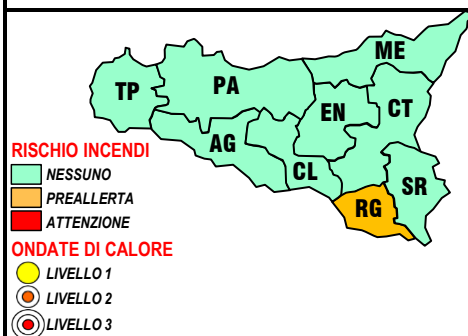 ME
PA
TP
EN
CT
AG
CL
SR
RG
RISCHIO INCENDI
NESSUNO
PREALLERTA
ATTENZIONE
ONDATE DI CALORE
LIVELLO 1
LIVELLO 2
LIVELLO 3